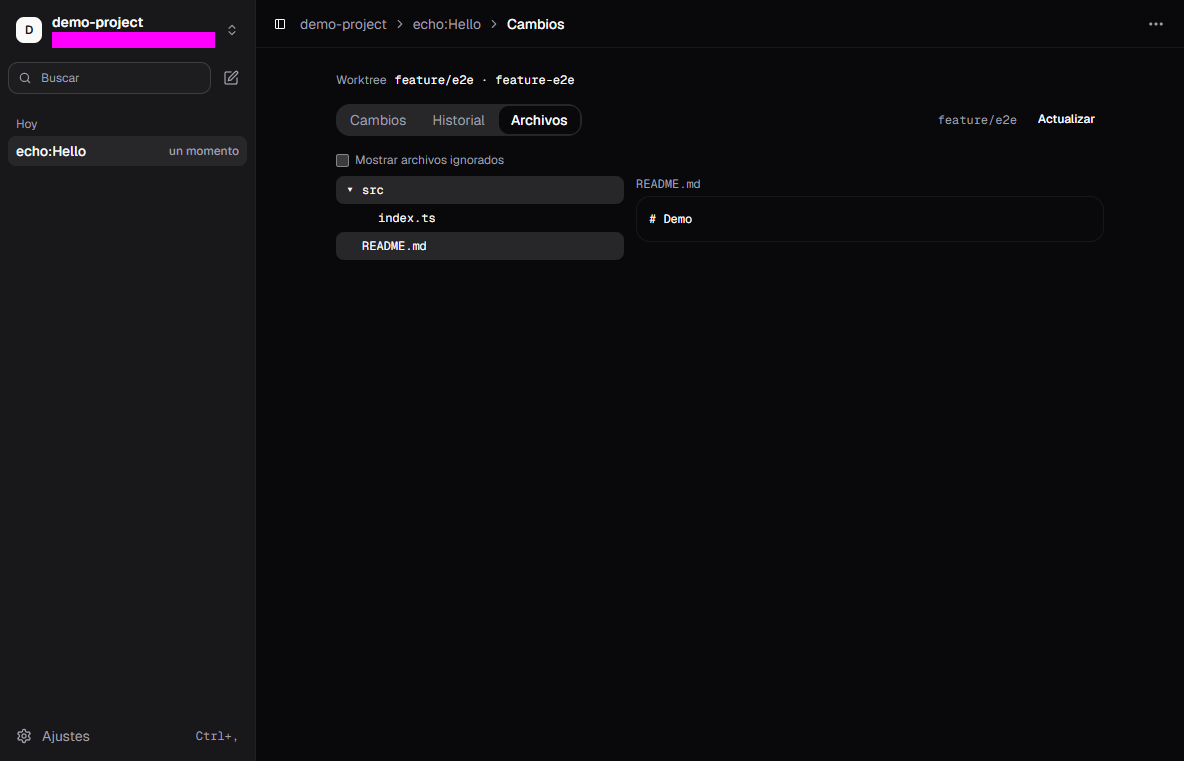 D
demo-project
Buscar
Hoy
echo:Hello un momento
Ajustes Ctrl+,
demo-project > echo:Hello > Cambios
Worktree feature/e2e · feature-e2e
Cambios Historial Archivos
feature/e2e Actualizar
Mostrar archivos ignorados
src
index.ts
README.md
README.md
# Demo